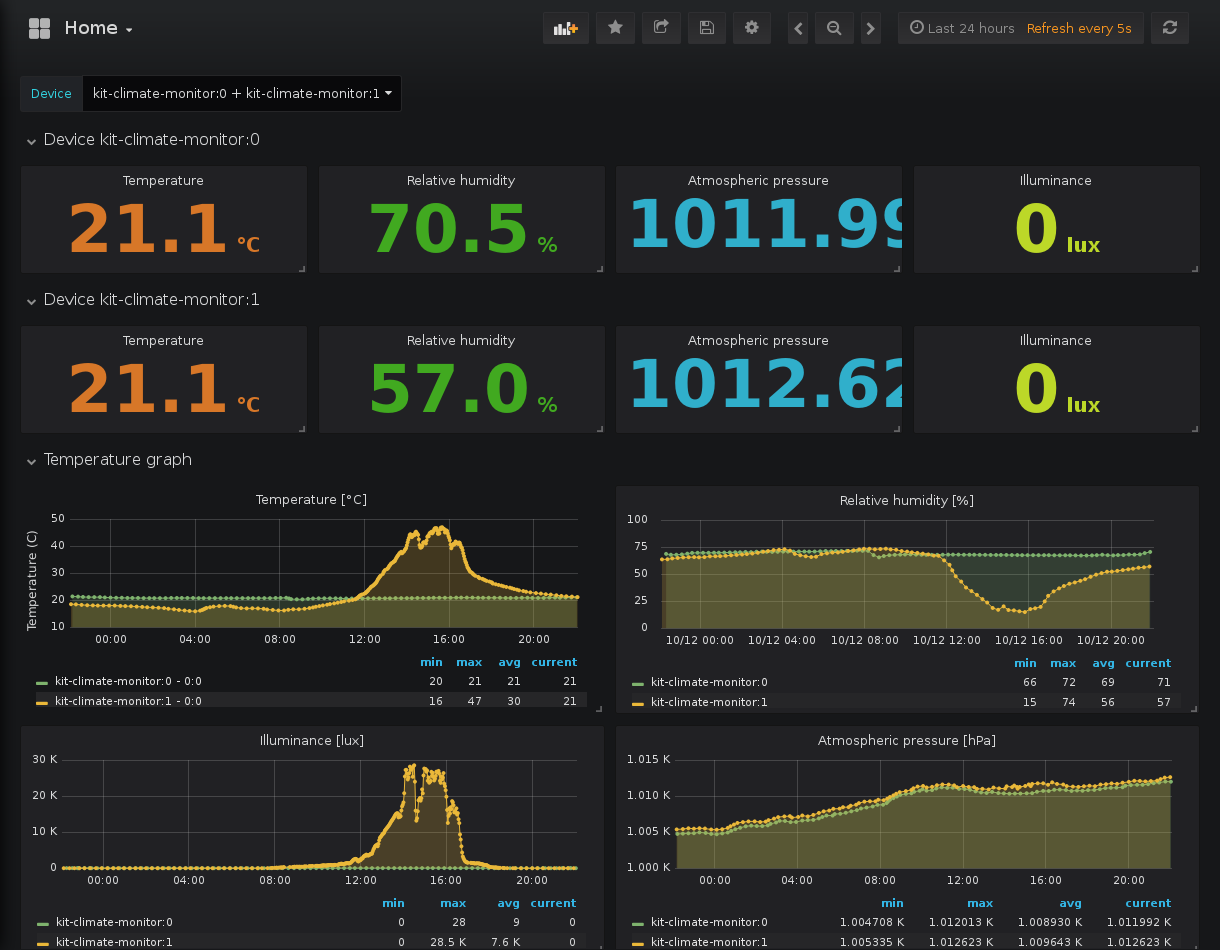 Home
Last 24 hours Refresh every 5s
Device kit-climate-monitor:0 + kit-climate-monitor:1
Device kit-climate-monitor:0
Temperature Relative humidity Atmospheric pressure Illuminance
21.1 °C 70.5 % 1011.99 0 lux
Device kit-climate-monitor:1
Temperature Relative humidity Atmospheric pressure Illuminance
21.1 °C 57.0 % 1012.62 0 lux
Temperature graph
Temperature [°C]
Temperature (C)
50
40
30
20
10
00:00 04:00 08:00 12:00 16:00 20:00
min max avg current
kit-climate-monitor:0 - 0:0 20 21 21 21
kit-climate-monitor:1 - 0:0 16 47 30 21
Relative humidity [%]
100
75
50
25
0
10/12 00:00 10/12 04:00 10/12 08:00 10/12 12:00 10/12 16:00 10/12 20:00
min max avg current
kit-climate-monitor:0 66 72 69 71
kit-climate-monitor:1 15 74 56 57
Illuminance [lux]
30 K
20 K
10 K
0
00:00 04:00 08:00 12:00 16:00 20:00
min max avg current
kit-climate-monitor:0 0 28 9 0
kit-climate-monitor:1 0 28.5 K 7.6 K 0
Atmospheric pressure [hPa]
1.015 K
1.010 K
1.005 K
1.000 K
00:00 04:00 08:00 12:00 16:00 20:00
min max avg current
kit-climate-monitor:0 1.004708 K 1.012013 K 1.008930 K 1.011992 K
kit-climate-monitor:1 1.005335 K 1.012623 K 1.009643 K 1.012623 K